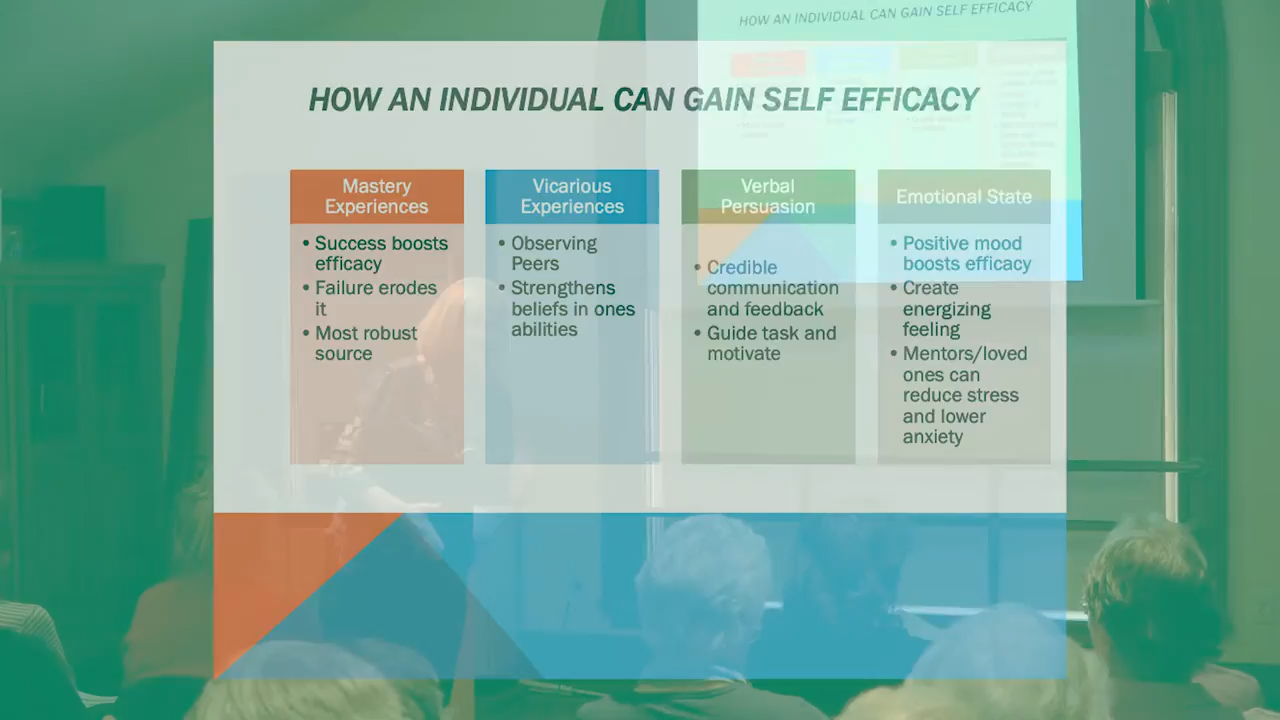 HOW AN INDIVIDUAL CAN GAIN SELF EFFICACY
HOW AN INDIVIDUAL CAN GAIN SELF EFFICACY
Mastery
Experiences
• Success boosts
efficacy
• Failure erodes
it
• Most robust
source
Vicarious
Experiences
• Observing
Peers
• Strengthens
beliefs in ones
abilities
Verbal
Persuasion
• Credible
communication
and feedback
• Guide task and
motivate
Emotional State
• Positive mood
boosts efficacy
• Create
energizing
feeling
• Mentors/loved
ones can
reduce stress
and lower
anxiety